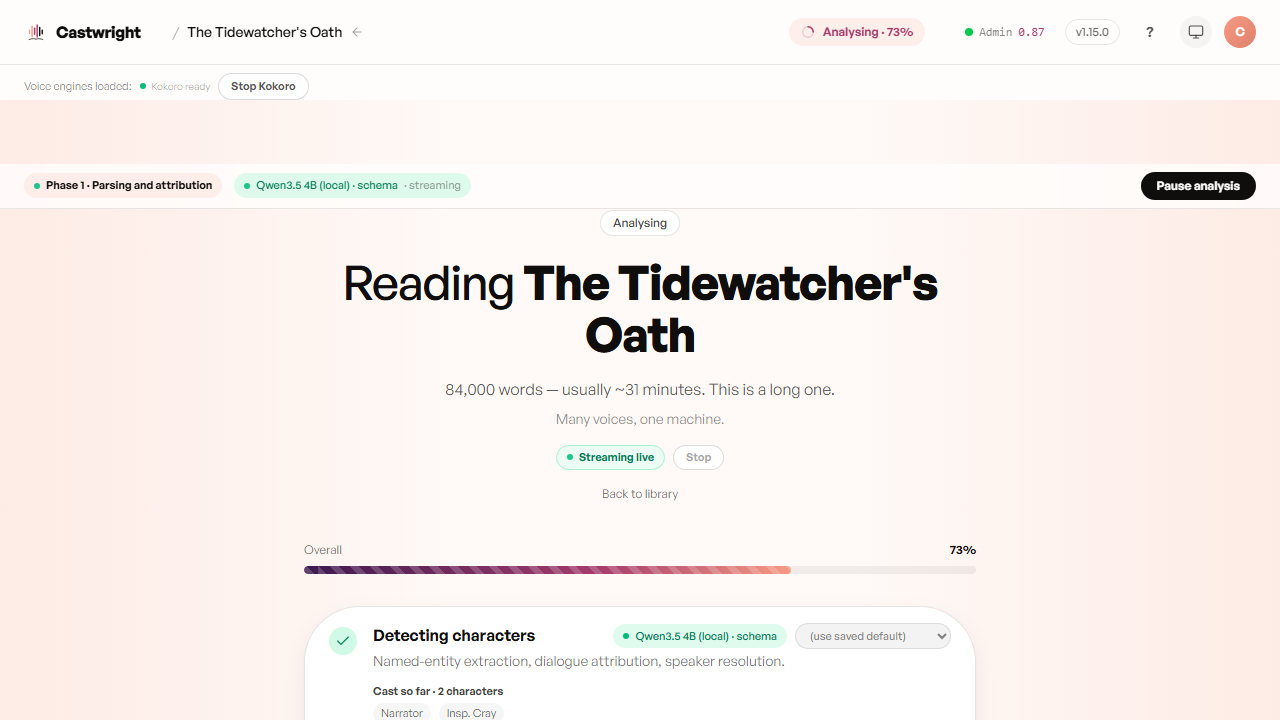 Castwright / The Tidewatcher's Oath ← Analysing · 73% Admin 0.87 v1.15.0 ? C
Voice engines loaded: Kokoro ready Stop Kokoro
Phase 1 · Parsing and attribution Qwen3.5 4B (local) · schema · streaming Pause analysis
Analysing
Reading The Tidewatcher's
Oath
84,000 words — usually ~31 minutes. This is a long one.
Many voices, one machine.
Streaming live Stop
Back to library
Overall 73%
Detecting characters Qwen3.5 4B (local) · schema (use saved default)
Named-entity extraction, dialogue attribution, speaker resolution.
Cast so far · 2 characters
Narrator Insp. Cray